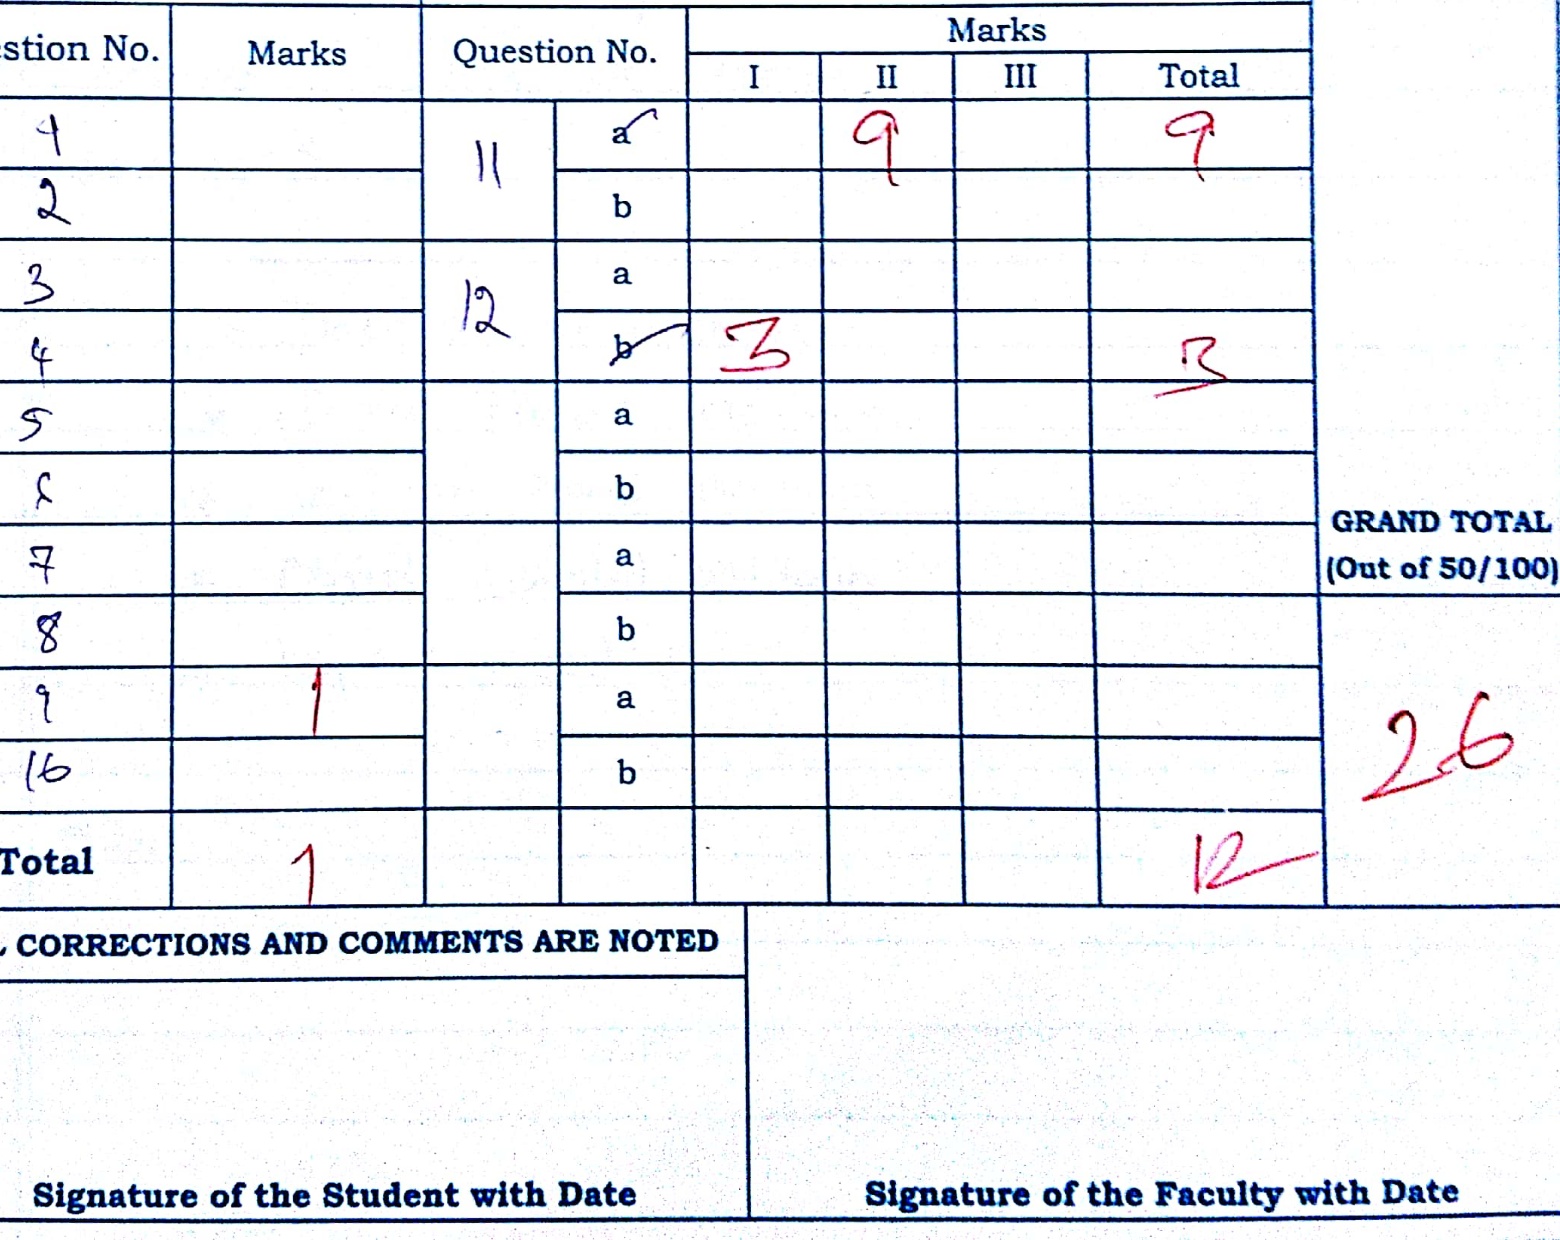 stion No. Marks Question No. Marks
I II III Total
1 11 a 9 9
2 b
3 12 a
4 b 3 3
5 a
6 b
GRAND TOTAL
7 a (Out of 50/100)
8 b
9 1 a 26
10 b
Total 1 12
CORRECTIONS AND COMMENTS ARE NOTED
Signature of the Student with Date Signature of the Faculty with Date